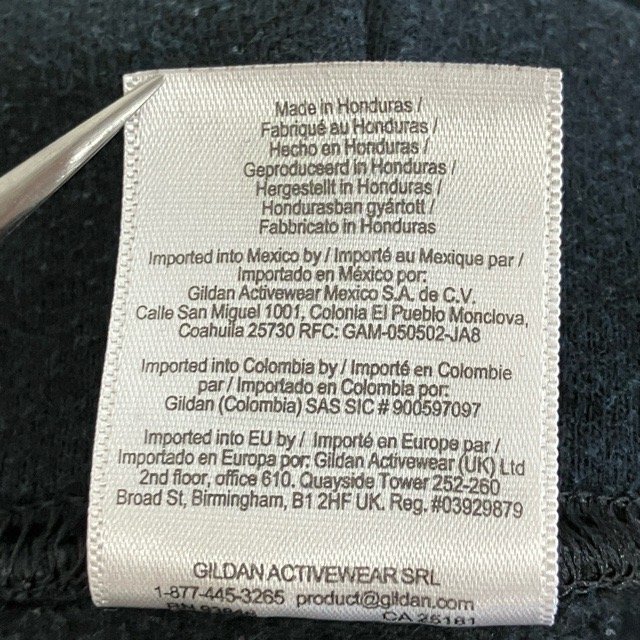 Made in Honduras /
Fabriqué au Honduras /
Hecho en Honduras /
Geproduceerd in Honduras /
Hergestellt in Honduras /
Hondurasban gyártott /
Fabbricato in Honduras
Imported into Mexico by / Importé au Mexique par /
Importado en México por:
Gildan Activewear Mexico S.A. de C.V.
Calle San Miguel 1001, Colonia El Pueblo Monclova,
Coahuila 25730 RFC: GAM-050502-JA8
Imported into Colombia by / Importé en Colombie
par / Importado en Colombia por:
Gildan (Colombia) SAS SIC # 900597097
Imported into EU by / Importé en Europe par /
Importado en Europa por: Gildan Activewear (UK) Ltd
2nd floor, office 610. Quayside Tower 252-260
Broad St, Birmingham, B1 2HF UK. Reg. #03929879
GILDAN ACTIVEWEAR SRL
1-877-445-3265 product@gildan.com
RN CA 25181